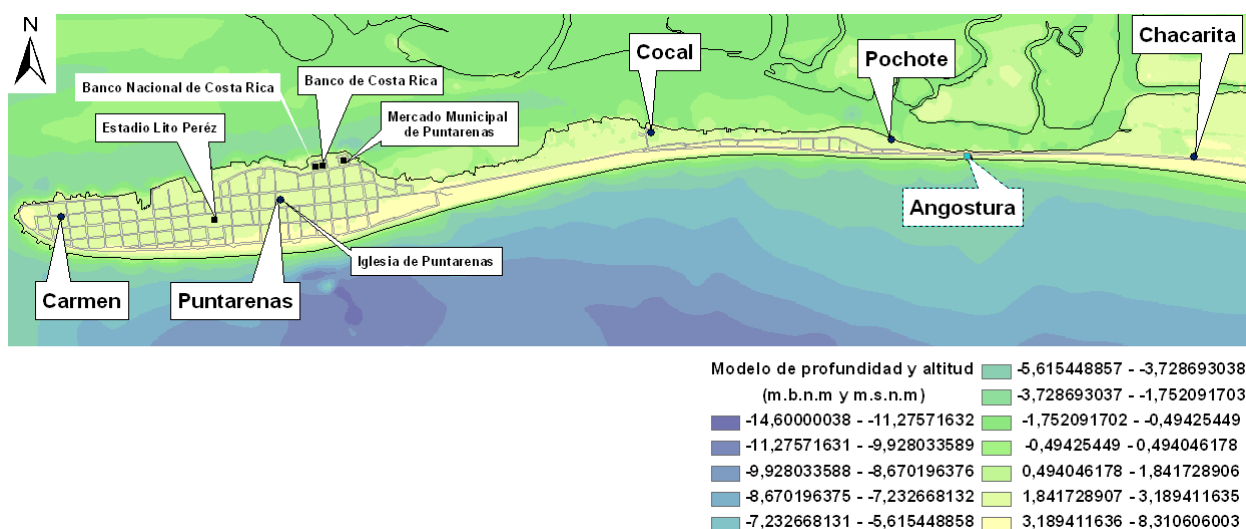 N
Cocal
Chacarita
Pochote
Banco de Costa Rica
Banco Nacional de Costa Rica
Mercado Municipal
de Puntarenas
Estadio Lito Peréz
Angostura
Iglesia de Puntarenas
Carmen
Puntarenas
Modelo de profundidad y altitud
(m.b.n.m y m.s.n.m)
-14,60000038 - -11,27571632
-11,27571631 - -9,928033589
-9,928033588 - -8,670196376
-8,670196375 - -7,232668132
-7,232668131 - -5,615448858
-5,615448857 - -3,728693038
-3,728693037 - -1,752091703
-1,752091702 - -0,49425449
-0,49425449 - 0,494046178
0,494046178 - 1,841728906
1,841728907 - 3,189411635
3,189411636 - 8,310606003